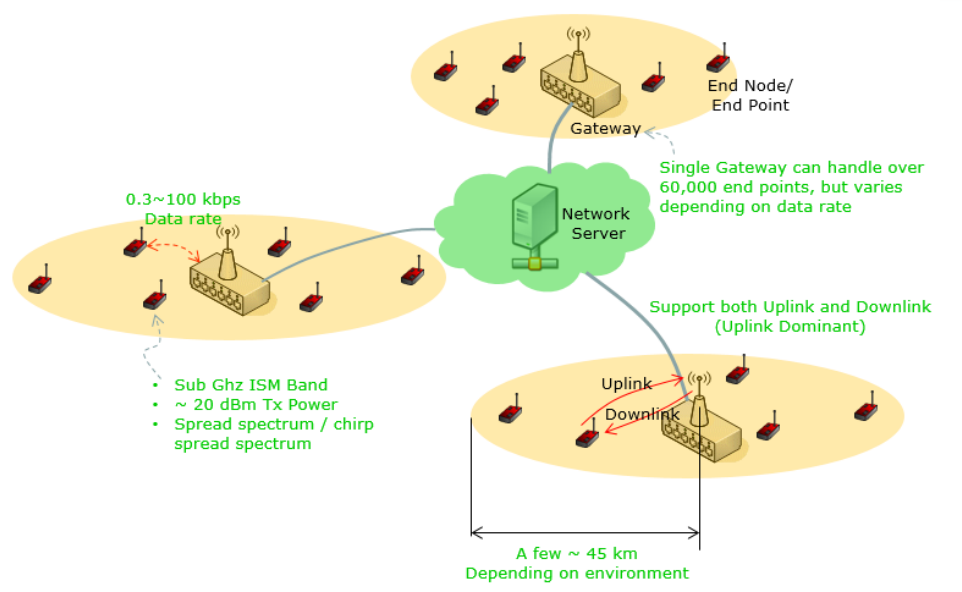 End Node/
End Point
Gateway
Single Gateway can handle over
60,000 end points, but varies
depending on data rate
0.3~100 kbps
Data rate
Network
Server
Support both Uplink and Downlink
(Uplink Dominant)
• Sub Ghz ISM Band
• ~ 20 dBm Tx Power
• Spread spectrum / chirp
spread spectrum
Uplink
Downlink
A few ~ 45 km
Depending on environment